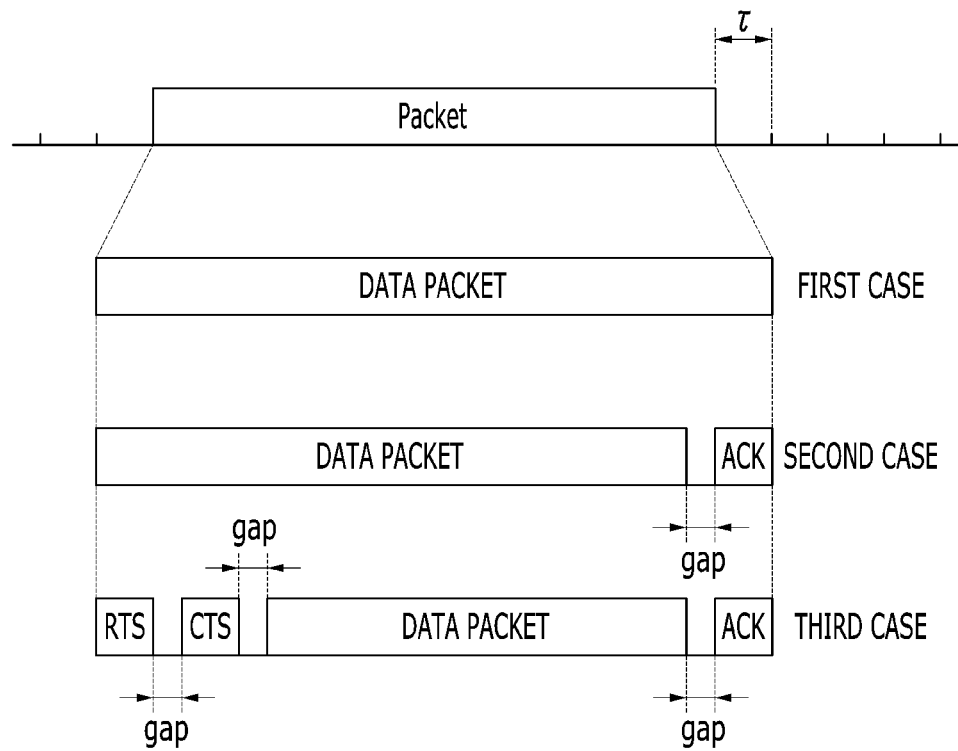 τ
Packet
DATA PACKET FIRST CASE
DATA PACKET ACK SECOND CASE
gap
gap
RTS CTS DATA PACKET ACK THIRD CASE
gap gap